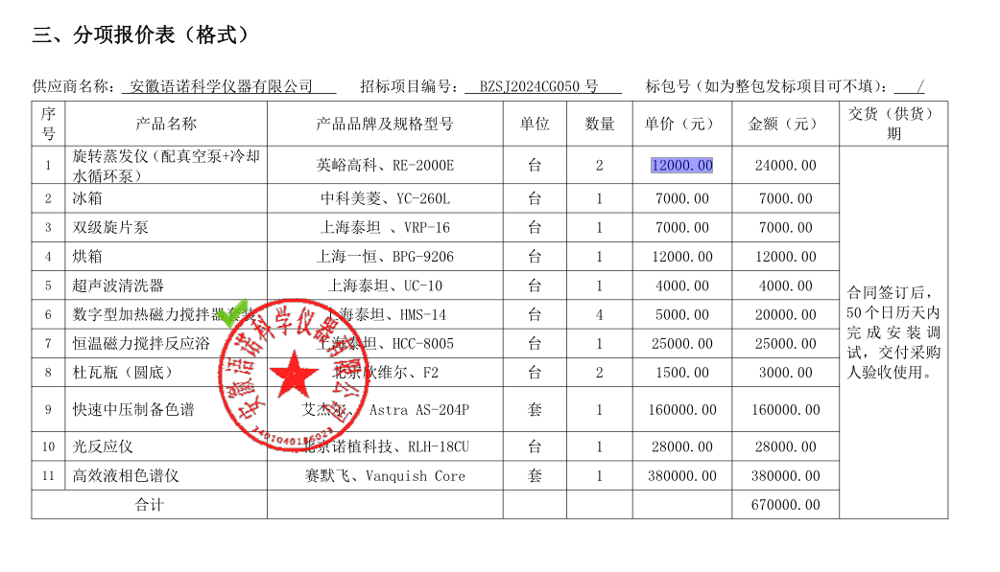 三、分项报价表（格式）
供应商名称： 安徽语诺科学仪器有限公司 招标项目编号： BZSJ2024CG050 号 标包号（如为整包发标项目可不填）： /
序号 产品名称 产品品牌及规格型号 单位 数量 单价（元） 金额（元） 交货（供货）期
1 旋转蒸发仪（配真空泵+冷却水循环泵） 英峪高科、RE-2000E 台 2 12000.00 24000.00
2 冰箱 中科美菱、YC-260L 台 1 7000.00 7000.00
3 双级旋片泵 上海泰坦 、VRP-16 台 1 7000.00 7000.00
4 烘箱 上海一恒、BPG-9206 台 1 12000.00 12000.00
5 超声波清洗器 上海泰坦、UC-10 台 1 4000.00 4000.00
6 数字型加热磁力搅拌器套装 上海泰坦、HMS-14 台 4 5000.00 20000.00
7 恒温磁力搅拌反应浴 上海泰坦、HCC-8005 台 1 25000.00 25000.00
8 杜瓦瓶（圆底） 北京欣维尔、F2 台 2 1500.00 3000.00
9 快速中压制备色谱 艾杰尔、 Astra AS-204P 套 1 160000.00 160000.00
10 光反应仪 北京诺植科技、RLH-18CU 台 1 28000.00 28000.00
11 高效液相色谱仪 赛默飞、Vanquish Core 套 1 380000.00 380000.00
合同签订后，
50 个日历天内
完成安装调
试，交付采购
人验收使用。
合计 670000.00
安徽语诺科学仪器有限公司